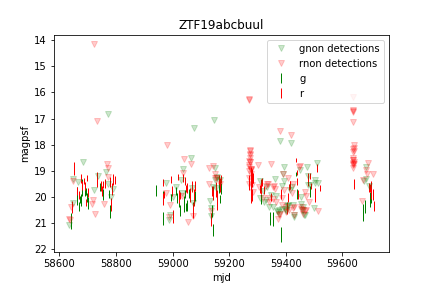 ZTF19abcbuul
gnon detections
rnon detections
g
r
14
15
16
17
18
19
20
21
22
magpsf
58600 58800 59000 59200 59400 59600
mjd